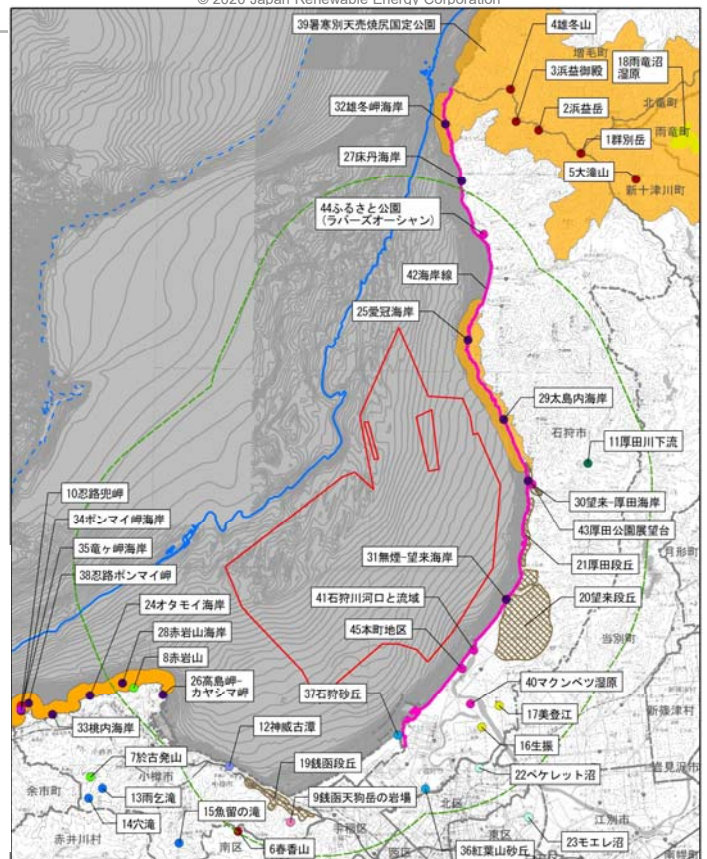 © 2020 Japan Renewable Energy Corporation
39暑寒別天売焼尻国定公園
4雄冬山
増毛町
18雨竜沼
湿原
3浜益御殿
北竜町
32雄冬岬海岸
2浜益岳
雨竜町
1群別岳
27床丹海岸
5大滝山
新十津川町
44ふるさと公園
(ラバーズオーシャン)
42海岸線
25愛冠海岸
29太島内海岸
石狩市
11厚田川下流
10忍路兜岬
30望来-厚田海岸
34ポンマイ岬海岸
43厚田公園展望台
35竜ヶ岬海岸
月形町
31無煙-望来海岸
21厚田段丘
38忍路ポンマイ岬
20望来段丘
24オタモイ海岸
41石狩川河口と流域
28赤岩山海岸
当別町
45本町地区
8赤岩山
26高島岬-
カヤシマ岬
40マクンベツ湿原
37石狩砂丘
17美登江
新篠津村
33桃内海岸
12神威古潭
16生振
7於古発山
19銭函段丘
22ペケレット沼
岩見沢市
小樽市
余市町
13雨乞滝
9銭函天狗岳の岩場
北区
15魚留の滝
江別市
14穴滝
手稲区
東区
赤井川村
23モエレ沼
南区
6春香山
西区
36紅葉山砂丘
南幌町